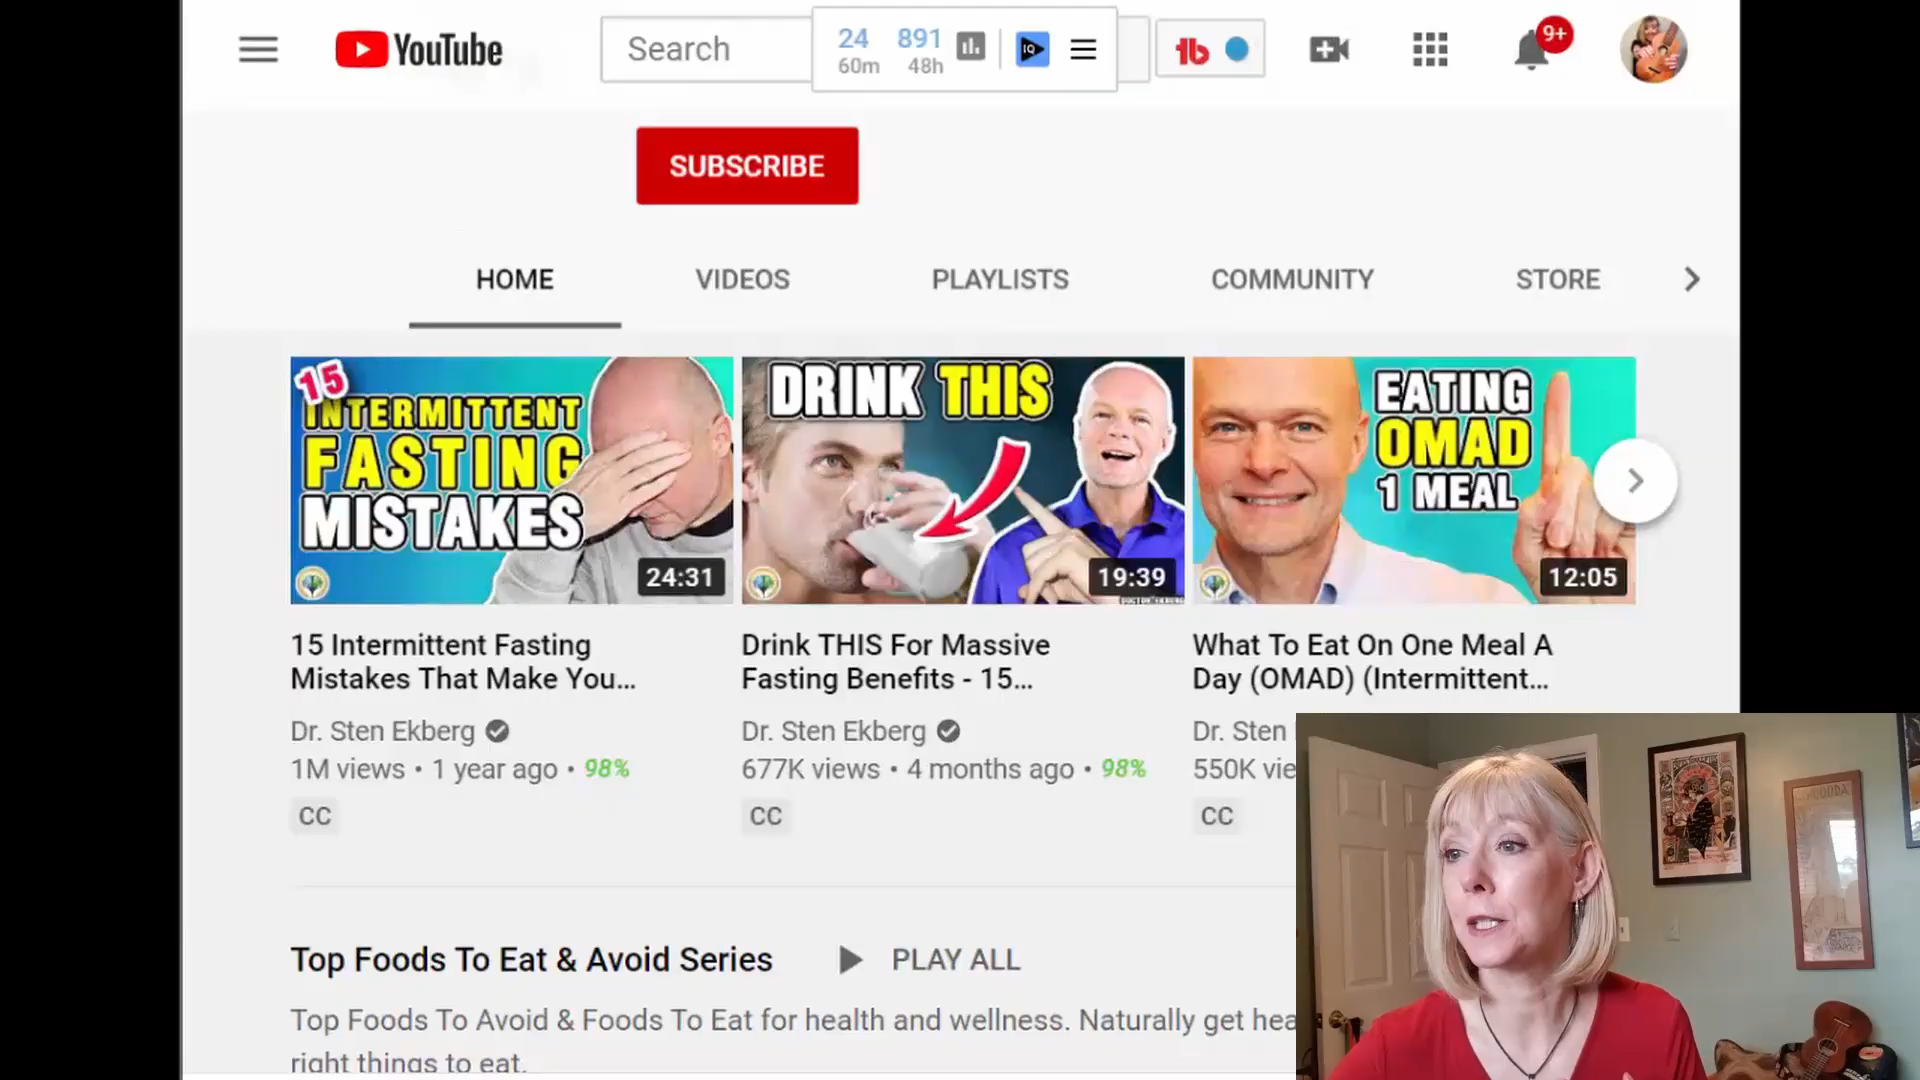 YouTube
Search
24
891
60m
48h
IQ
9+
SUBSCRIBE
HOME
VIDEOS
PLAYLISTS
COMMUNITY
STORE
15
INTERMITTENT
FASTING
MISTAKES
24:31
DRINK THIS
19:39
EATING
OMAD
1 MEAL
12:05
15 Intermittent Fasting
Mistakes That Make You...
Drink THIS For Massive
Fasting Benefits - 15...
What To Eat On One Meal A
Day (OMAD) (Intermittent...
Dr. Sten Ekberg
Dr. Sten Ekberg
Dr. Sten
1M views • 1 year ago • 98%
677K views • 4 months ago • 98%
550K vie
CC
CC
CC
Top Foods To Eat & Avoid Series
PLAY ALL
Top Foods To Avoid & Foods To Eat for health and wellness. Naturally get hea
right things to eat.